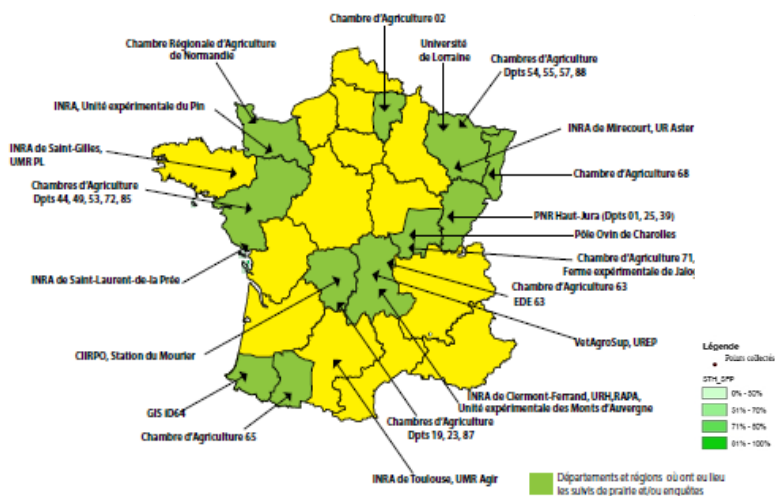 Chambre d'Agriculture 02
Chambre Régionale d'Agriculture
de Normandie
Université
de Lorraine
Chambres d'Agriculture
Dpts 54, 55, 57, 88
INRA, Unité expérimentale du Pin
INRA de Mirecourt, UR Aster
INRA de Saint-Gilles,
UMR PL
Chambre d'Agriculture 68
Chambres d'Agriculture
Dpts 44, 49, 53, 72, 85
PNR Haut-Jura (Dpts 01, 25, 39)
Pôle Ovin de Charolles
Chambre d'Agriculture 71,
Ferme expérimentale de Jalog
INRA de Saint-Laurent-de-la Prée
Chambre d'Agriculture 63
EDE 63
VetAgroSup, UREP
CIIRPO, Station du Mourier
Légende
Points collectés
STH_SFP
0% - 50%
51% - 70%
71% - 80%
81% - 100%
INRA de Clermont-Ferrand, URH,RAPA,
Unité expérimentale des Monts d'Auvergne
GIS iD64
Chambres d'Agriculture
Dpts 19, 23, 87
Chambre d'Agriculture 65
INRA de Toulouse, UMR Agir
Départements et régions où ont eu lieu
les suivis de prairie et/ou enquêtes